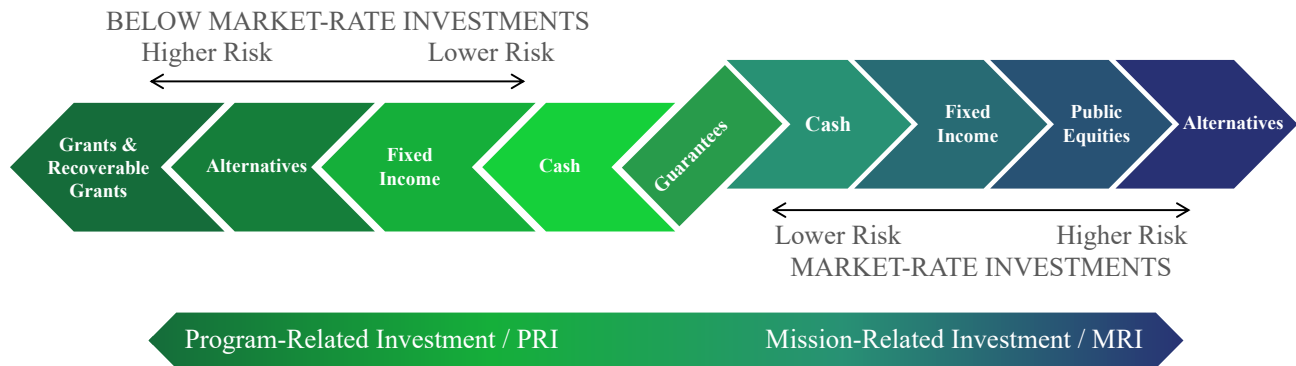 BELOW MARKET-RATE INVESTMENTS
Higher Risk
Lower Risk
Grants &
Recoverable
Grants
Alternatives
Fixed
Income
Cash
Guarantees
Cash
Fixed
Income
Public
Equities
Alternatives
Lower Risk
Higher Risk
MARKET-RATE INVESTMENTS
Program-Related Investment / PRI
Mission-Related Investment / MRI